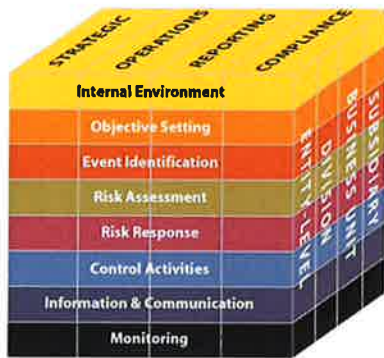 STRATEGIC
OPERATIONS
REPORTING
COMPLIANCE
Internal Environment
Objective Setting
Event Identification
Risk Assessment
Risk Response
Control Activities
Information & Communication
Monitoring
ENTITY-LEVEL
DIVISION
BUSINESS UNIT
SUBSIDIARY